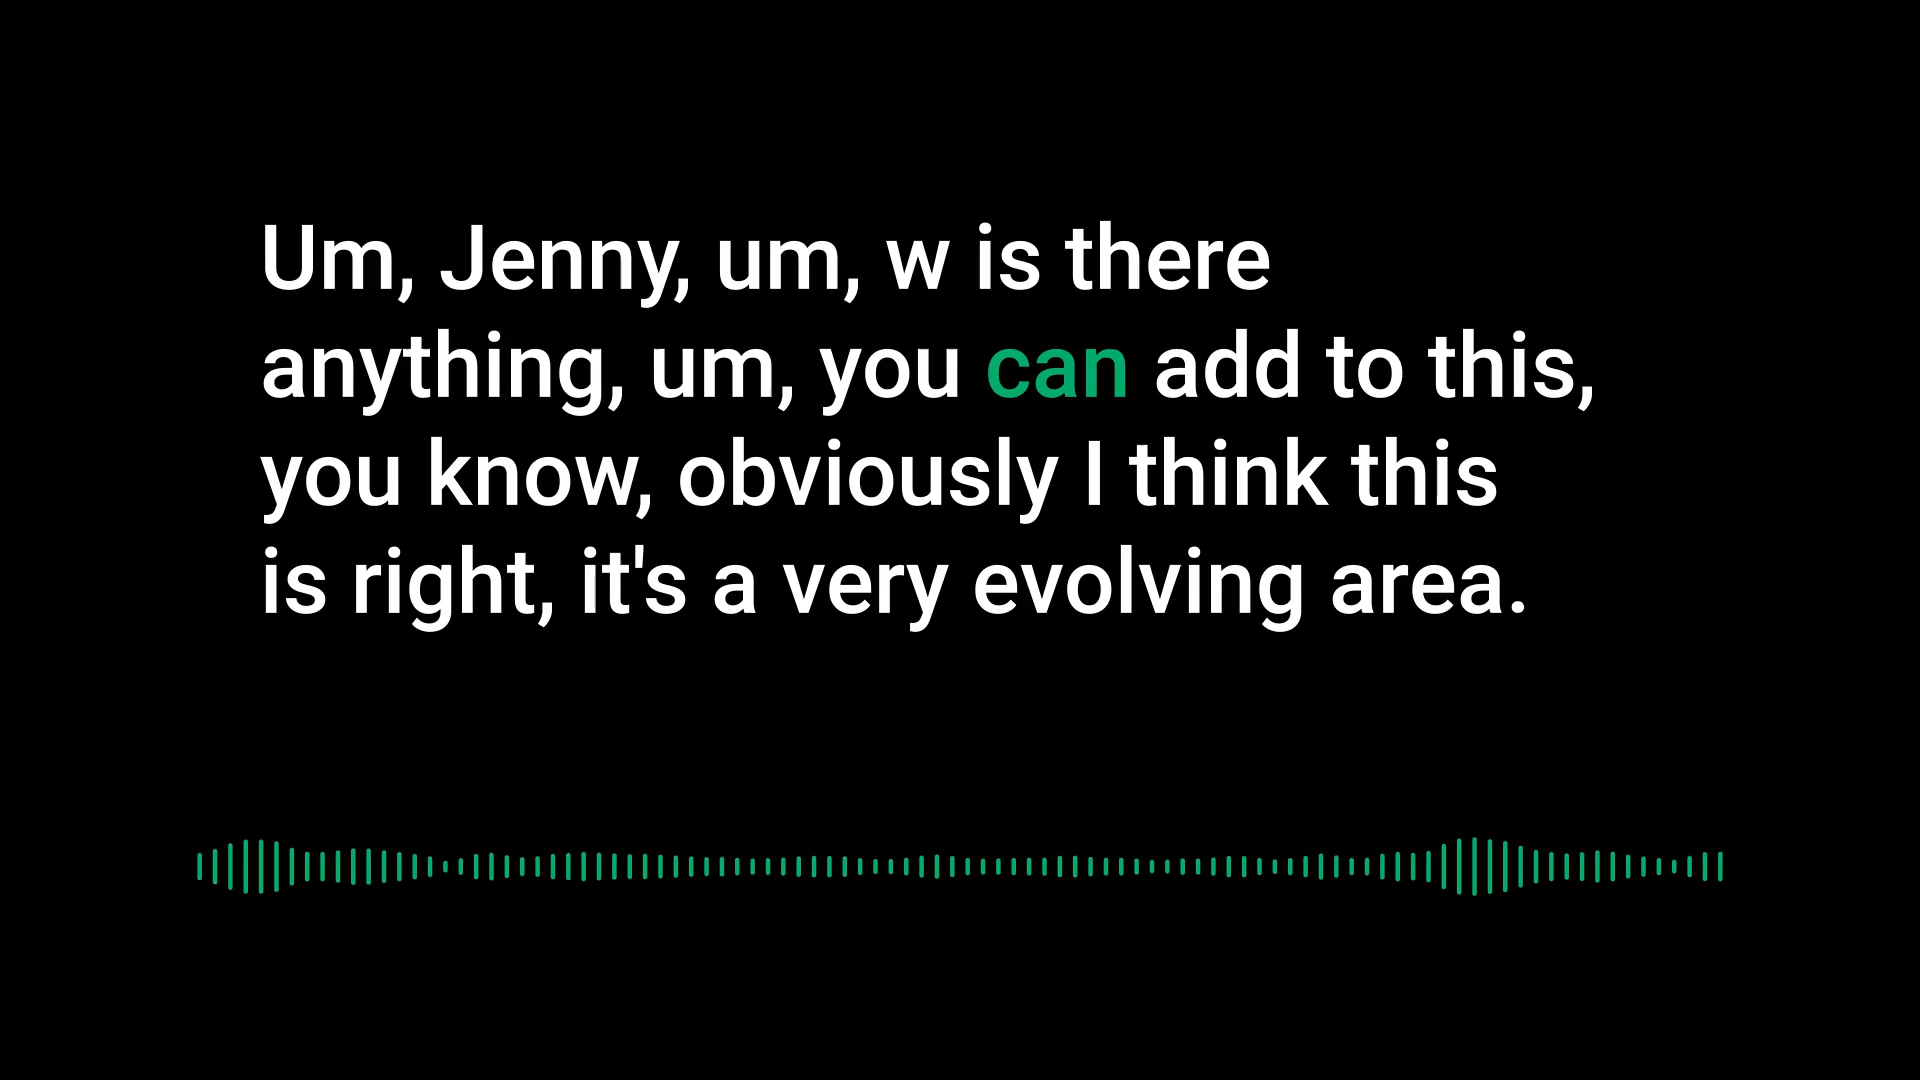 Um, Jenny, um, w is there
anything, um, you can add to this,
you know, obviously I think this
is right, it's a very evolving area.